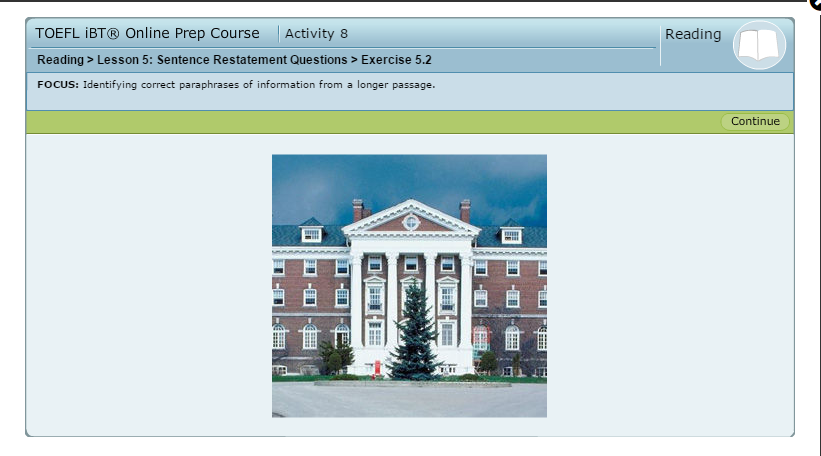 TOEFL iBT® Online Prep Course Activity 8
Reading
Reading > Lesson 5: Sentence Restatement Questions > Exercise 5.2
FOCUS: Identifying correct paraphrases of information from a longer passage.
Continue